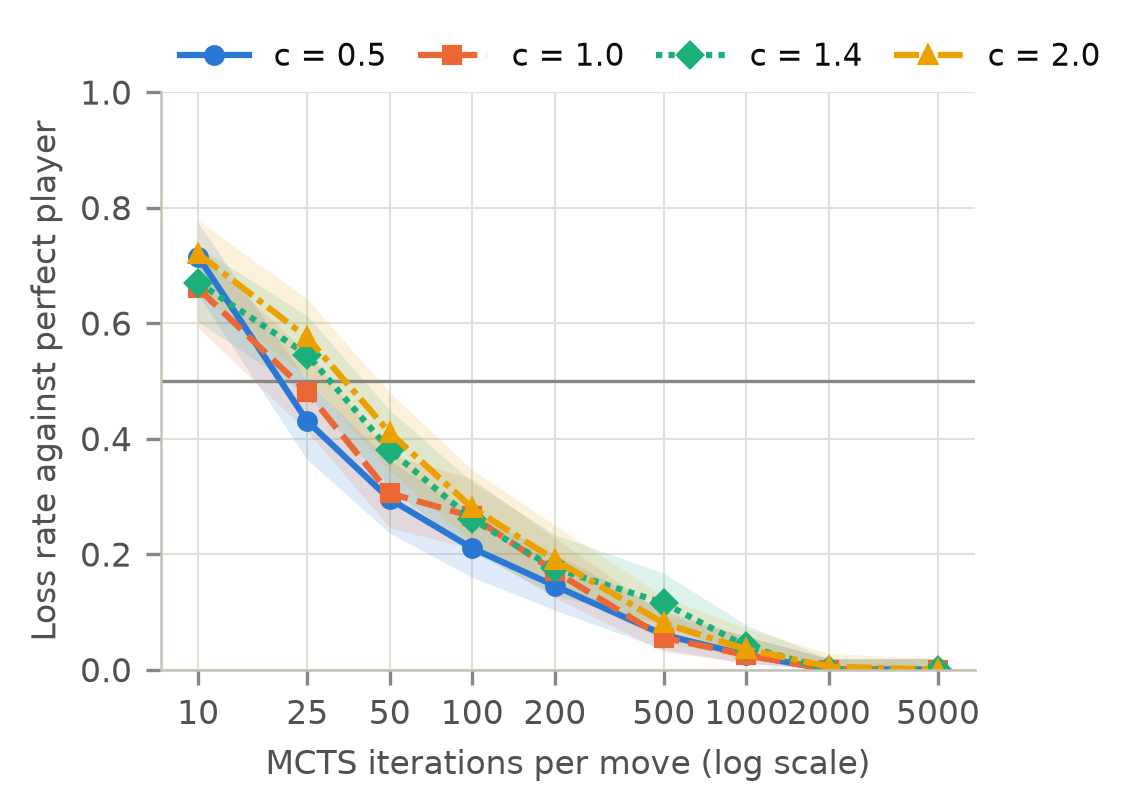 c = 0.5 c = 1.0 c = 1.4 c = 2.0
Loss rate against perfect player
1.0
0.8
0.6
0.4
0.2
0.0
10 25 50 100 200 500 1000 2000 5000
MCTS iterations per move (log scale)